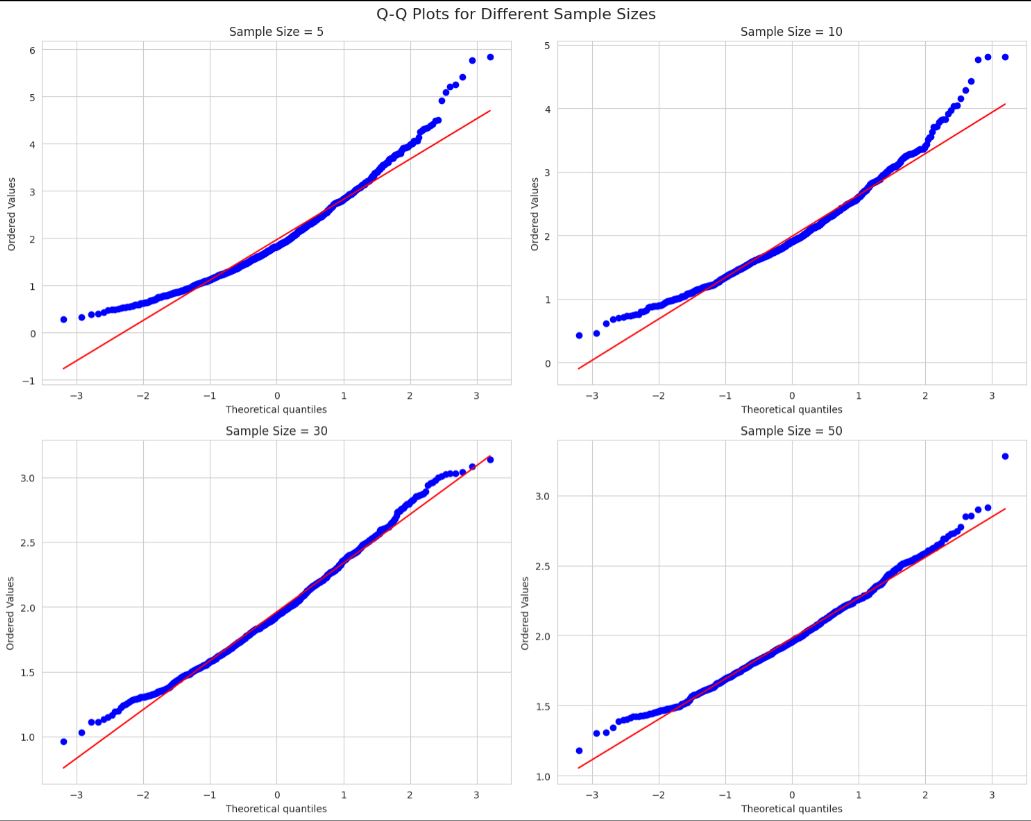 Q-Q Plots for Different Sample Sizes
Sample Size = 5
Ordered Values
6
5
4
3
2
1
0
−1
−3 −2 −1 0 1 2 3
Theoretical quantiles
Sample Size = 10
Ordered Values
5
4
3
2
1
0
−3 −2 −1 0 1 2 3
Theoretical quantiles
Sample Size = 30
Ordered Values
3.0
2.5
2.0
1.5
1.0
−3 −2 −1 0 1 2 3
Theoretical quantiles
Sample Size = 50
Ordered Values
3.0
2.5
2.0
1.5
1.0
−3 −2 −1 0 1 2 3
Theoretical quantiles